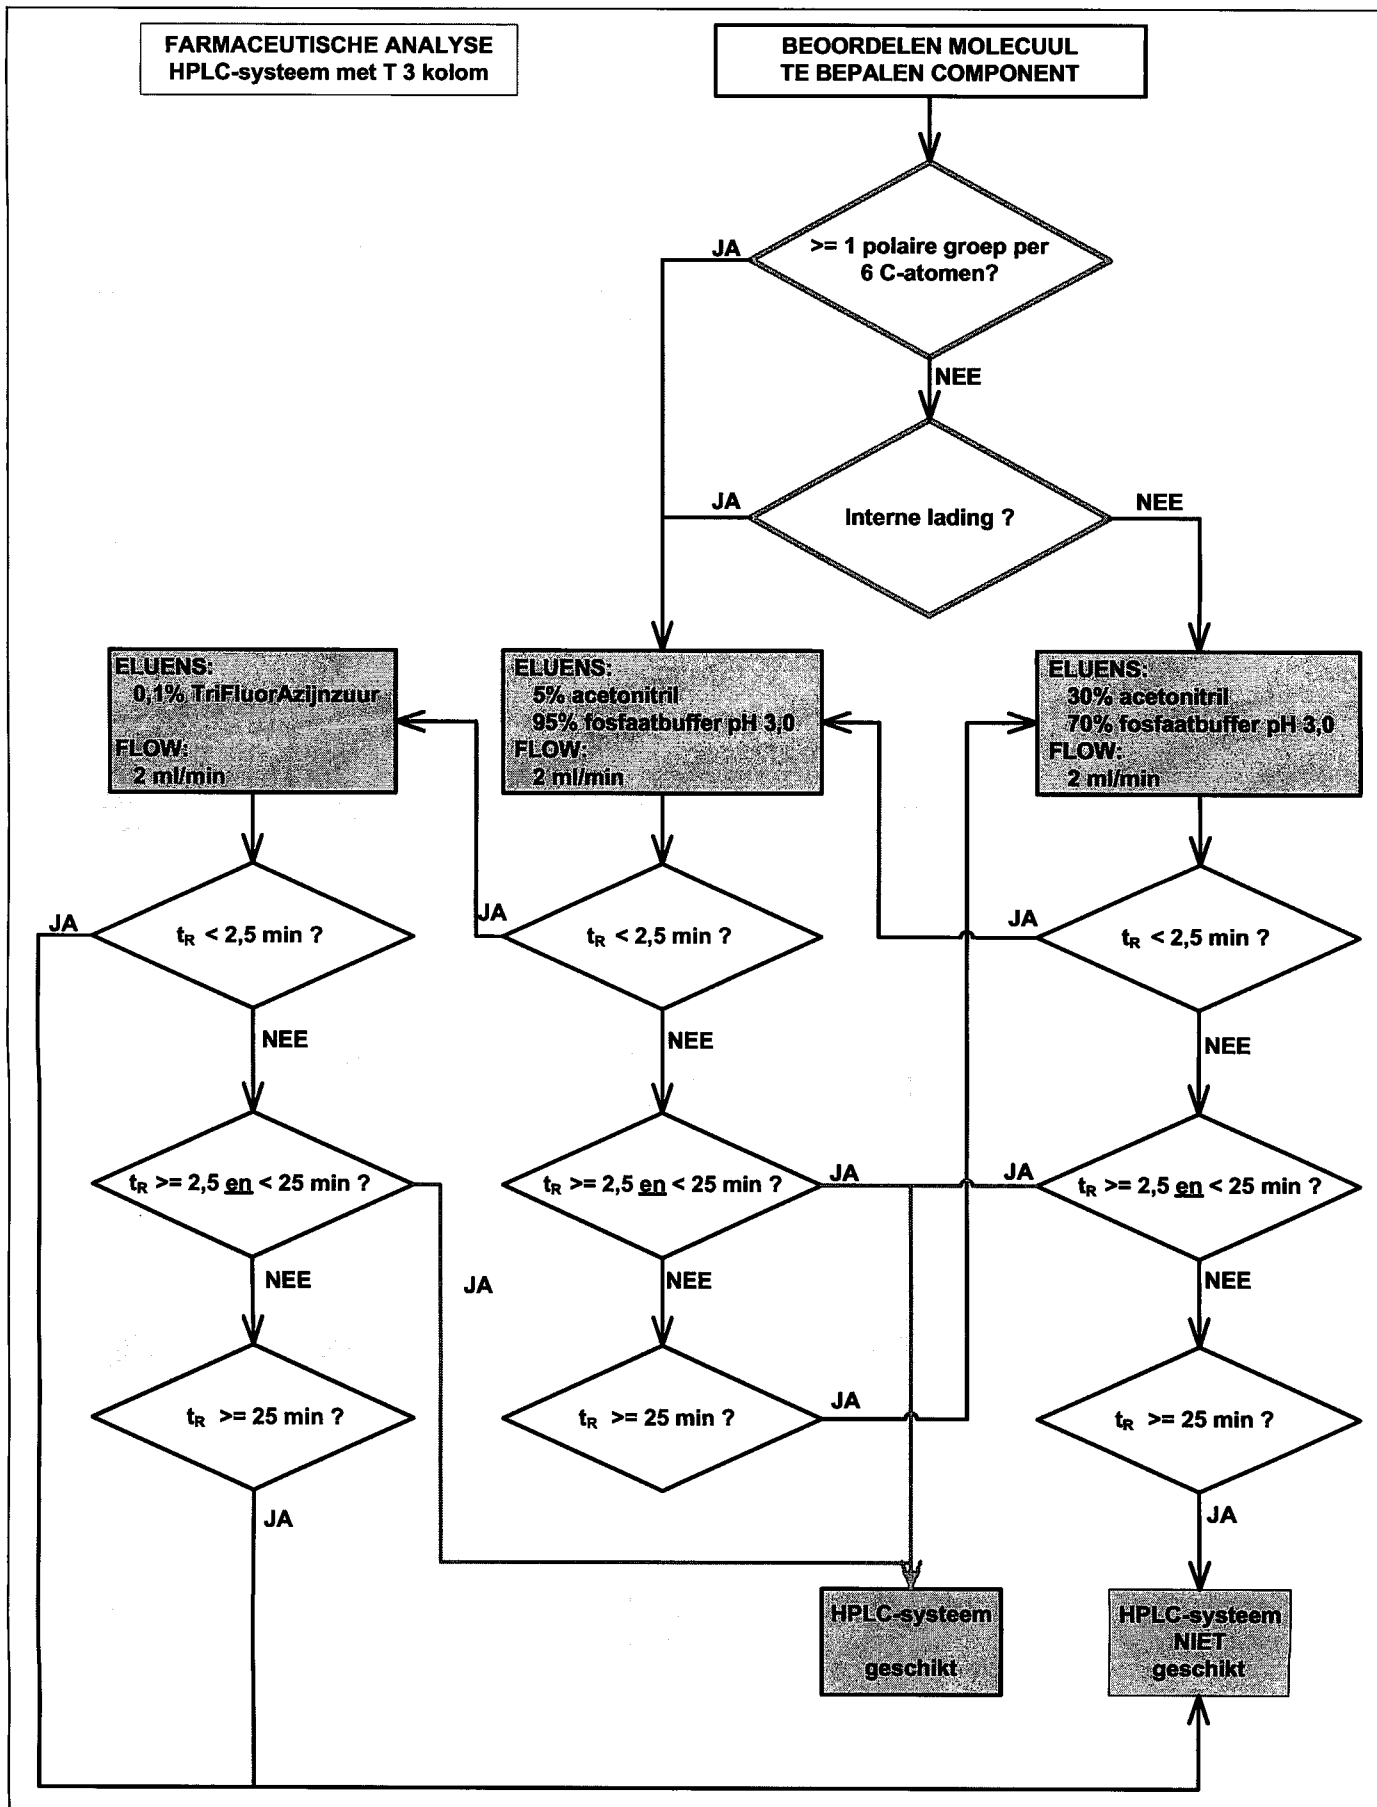 FARMACEUTISCHE ANALYSE
HPLC-systeem met T 3 kolom
BEOORDELEN MOLECUUL
TE BEPALEN COMPONENT
>= 1 polaire groep per
6 C-atomen?
JA
NEE
Interne lading ?
JA
NEE
ELUENS:
0,1% TriFluorAzijnzuur
FLOW:
2 ml/min
ELUENS:
5% acetonitril
95% fosfaatbuffer pH 3,0
FLOW:
2 ml/min
ELUENS:
30% acetonitril
70% fosfaatbuffer pH 3,0
FLOW:
2 ml/min
JA
tR < 2,5 min ?
JA
tR < 2,5 min ?
JA
tR < 2,5 min ?
NEE
NEE
NEE
tR >= 2,5 en < 25 min ?
tR >= 2,5 en < 25 min ?
JA
JA
tR >= 2,5 en < 25 min ?
NEE
JA
NEE
NEE
tR >= 25 min ?
tR >= 25 min ?
JA
tR >= 25 min ?
JA
JA
HPLC-systeem
geschikt
HPLC-systeem
NIET
geschikt